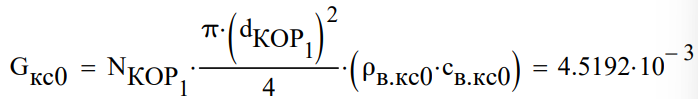 G_кс0 = N_КОР₁ · π·(d_КОР₁)² / 4 · (ρ_в.кс0 · c_в.кс0) = 4.5192·10⁻³